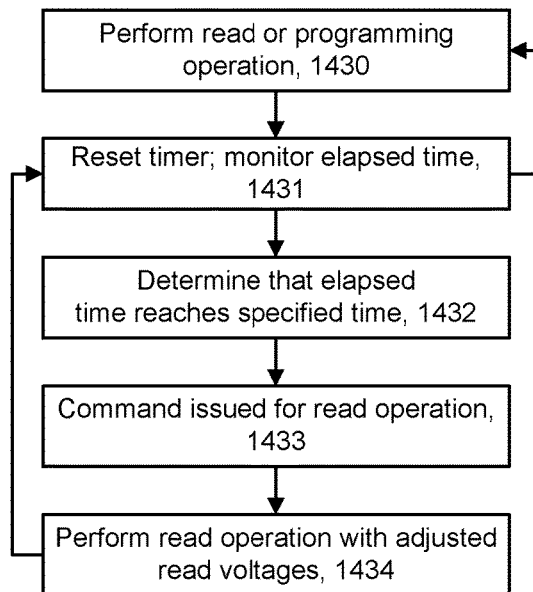 Perform read or programming
operation, 1430
Reset timer; monitor elapsed time,
1431
Determine that elapsed
time reaches specified time, 1432
Command issued for read operation,
1433
Perform read operation with adjusted
read voltages, 1434